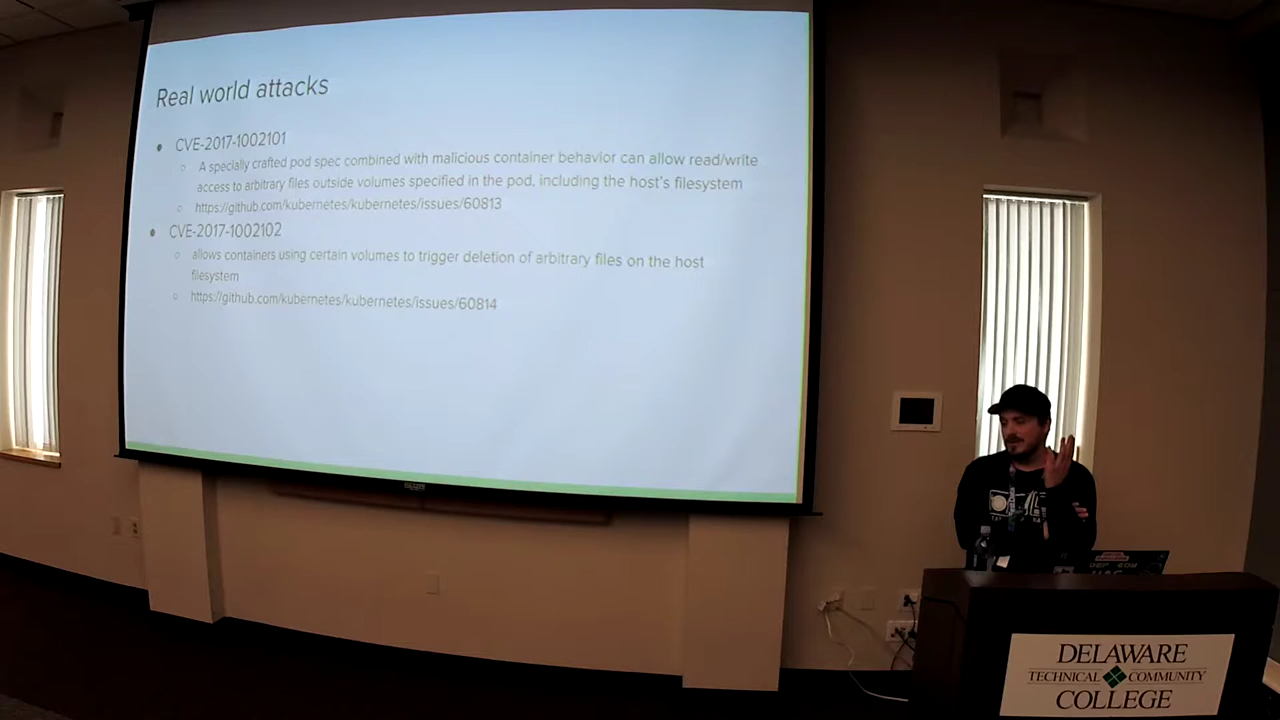 Real world attacks
CVE-2017-1002101
A specially crafted pod spec combined with malicious container behavior can allow read/write
access to arbitrary files outside volumes specified in the pod, including the host's filesystem
https://github.com/kubernetes/kubernetes/issues/60813
CVE-2017-1002102
allows containers using certain volumes to trigger deletion of arbitrary files on the host
filesystem
https://github.com/kubernetes/kubernetes/issues/60814
DELAWARE
TECHNICAL COMMUNITY
COLLEGE